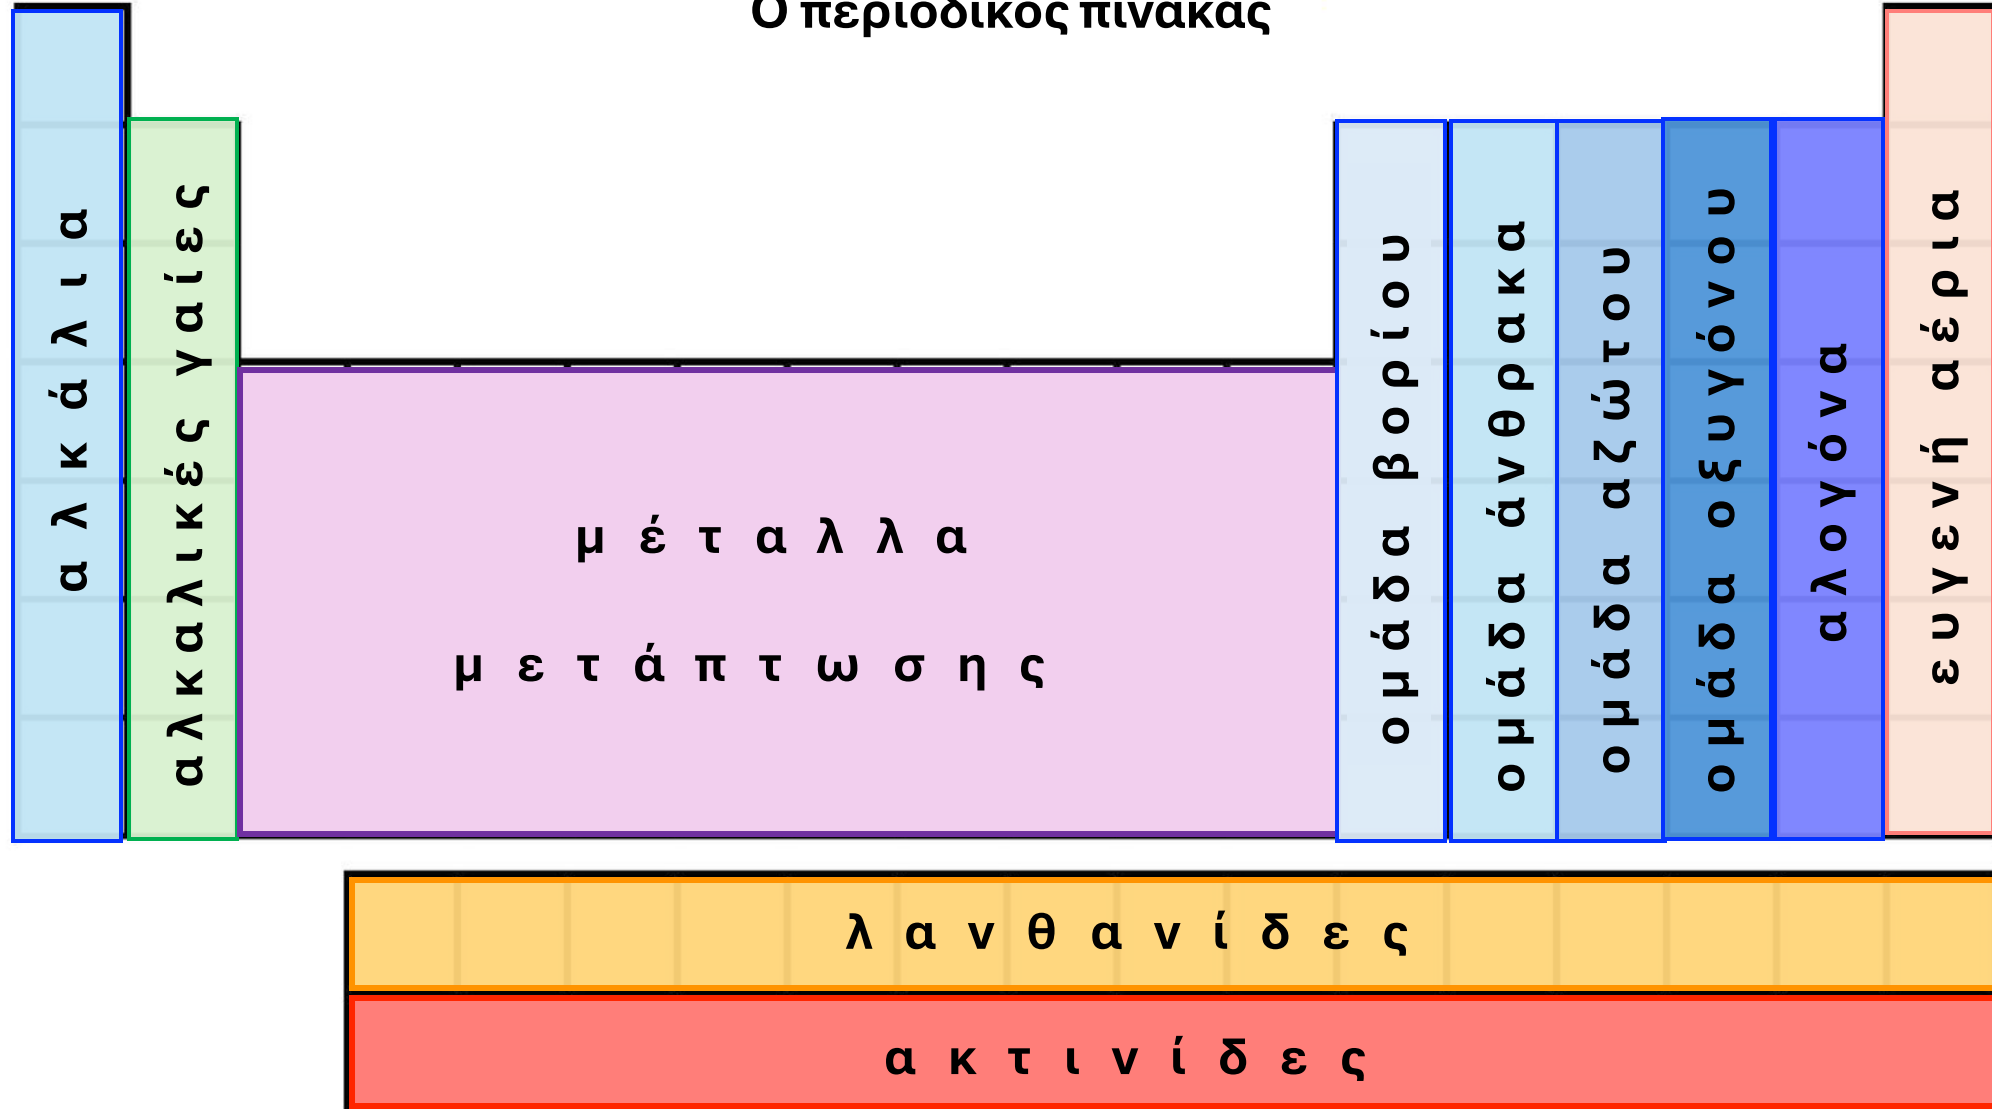 Ο περιοδικός πίνακας
αλκάλια
αλκαλικές γαίες
μέταλλα
μετάπτωσης
ομάδα βορίου
ομάδα άνθρακα
ομάδα αζώτου
ομάδα οξυγόνου
αλογόνα
ευγενή αέρια
λανθανίδες
ακτινίδες